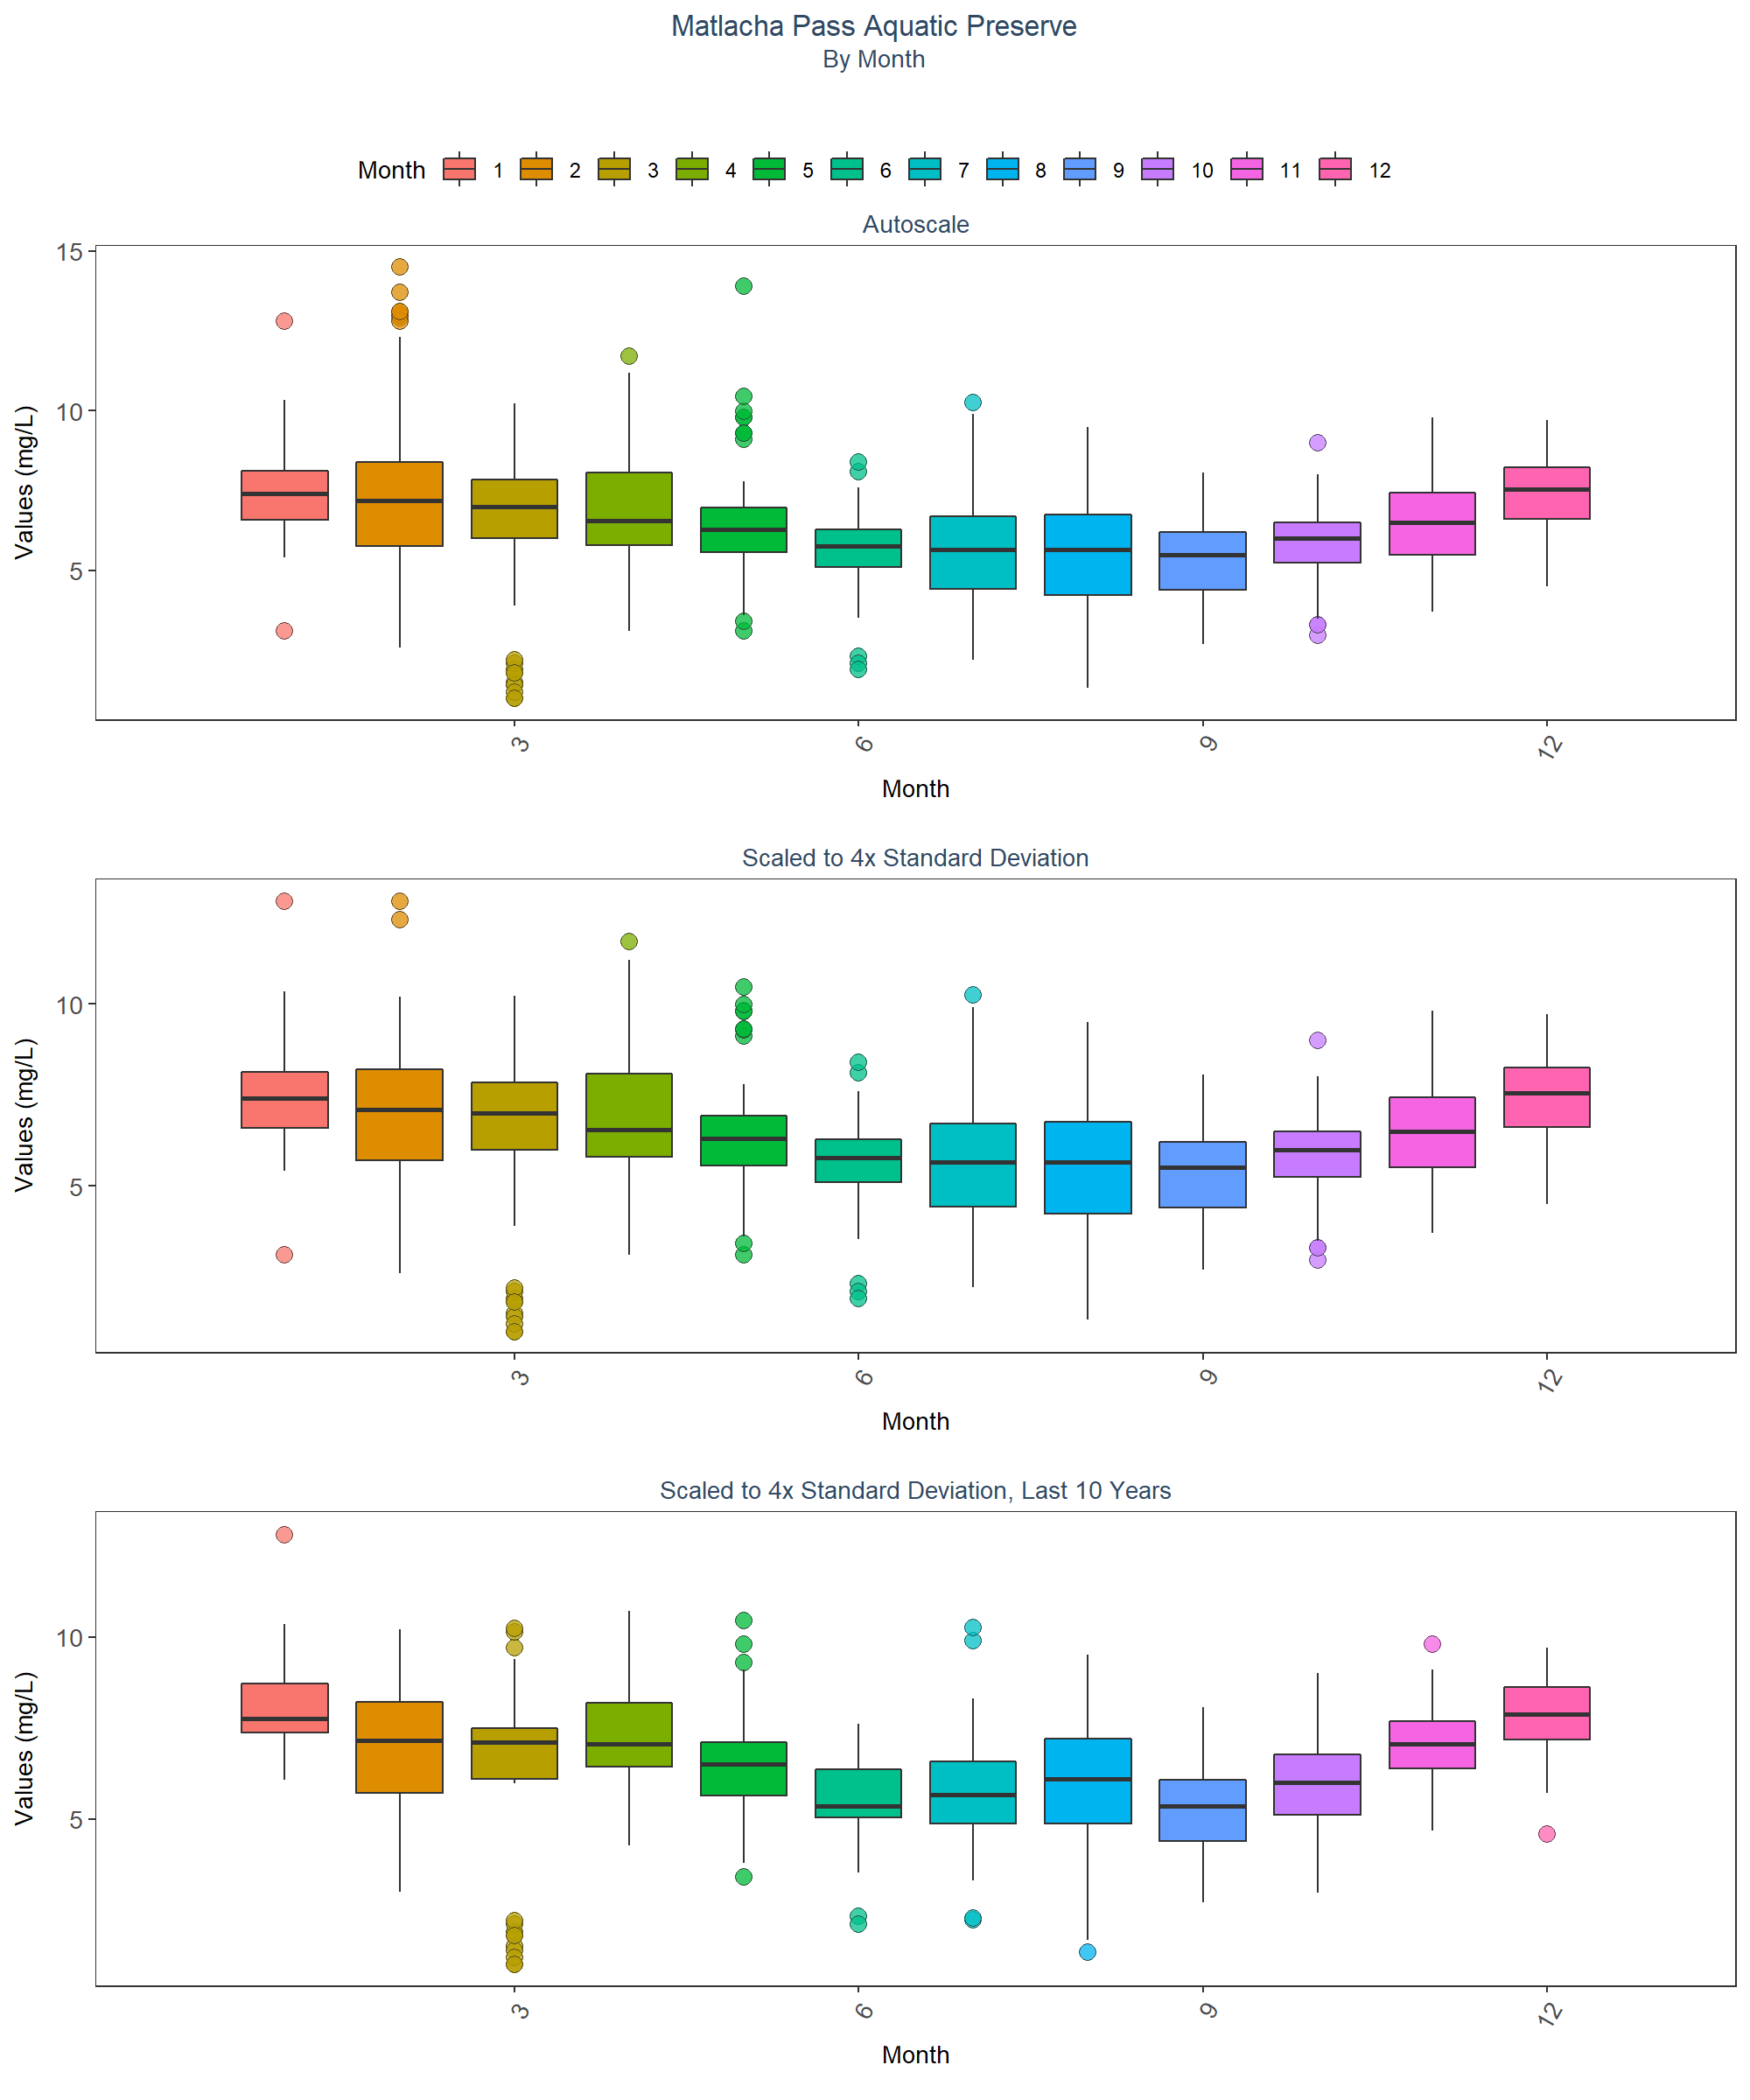 Matlacha Pass Aquatic Preserve
By Month
Month 1 2 3 4 5 6 7 8 9 10 11 12
Autoscale
Values (mg/L)
15
10
5
3 6 9 12
Month
Scaled to 4x Standard Deviation
Values (mg/L)
10
5
3 6 9 12
Month
Scaled to 4x Standard Deviation, Last 10 Years
Values (mg/L)
10
5
3 6 9 12
Month